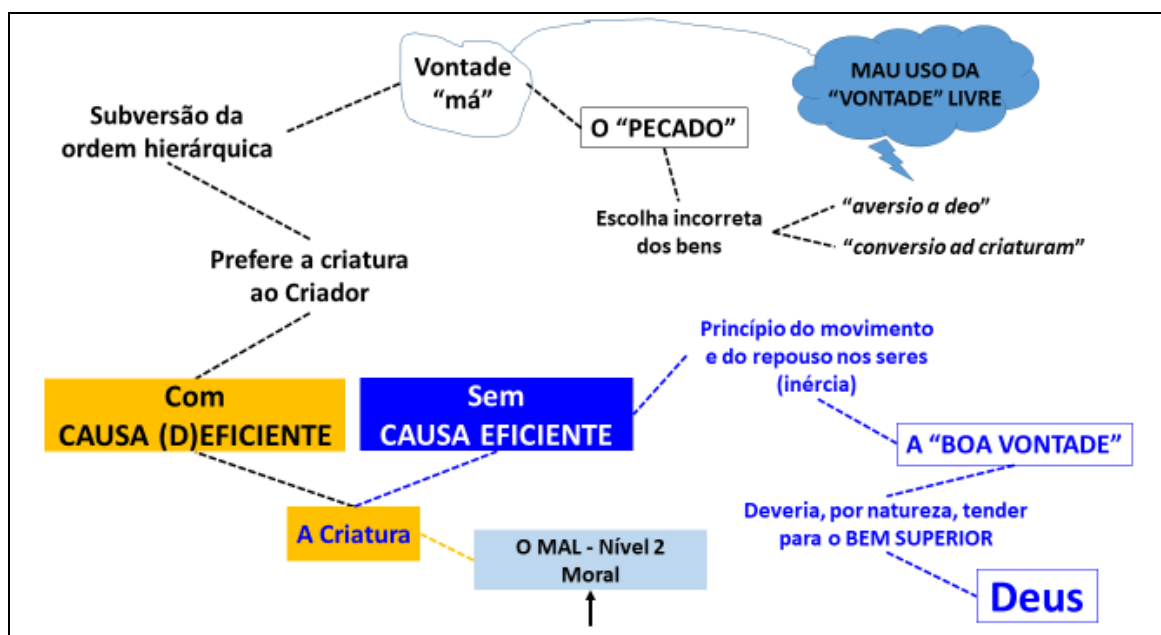 Vontade
“má”
MAU USO DA
“VONTADE” LIVRE
Subversão da
ordem hierárquica
O “PECADO”
Escolha incorreta
dos bens
“aversio a deo”
“conversio ad criaturam”
Prefere a criatura
ao Criador
Princípio do movimento
e do repouso nos seres
(inércia)
Com
CAUSA (D)EFICIENTE
Sem
CAUSA EFICIENTE
A “BOA VONTADE”
Deveria, por natureza, tender
para o BEM SUPERIOR
A Criatura
O MAL - Nível 2
Moral
Deus